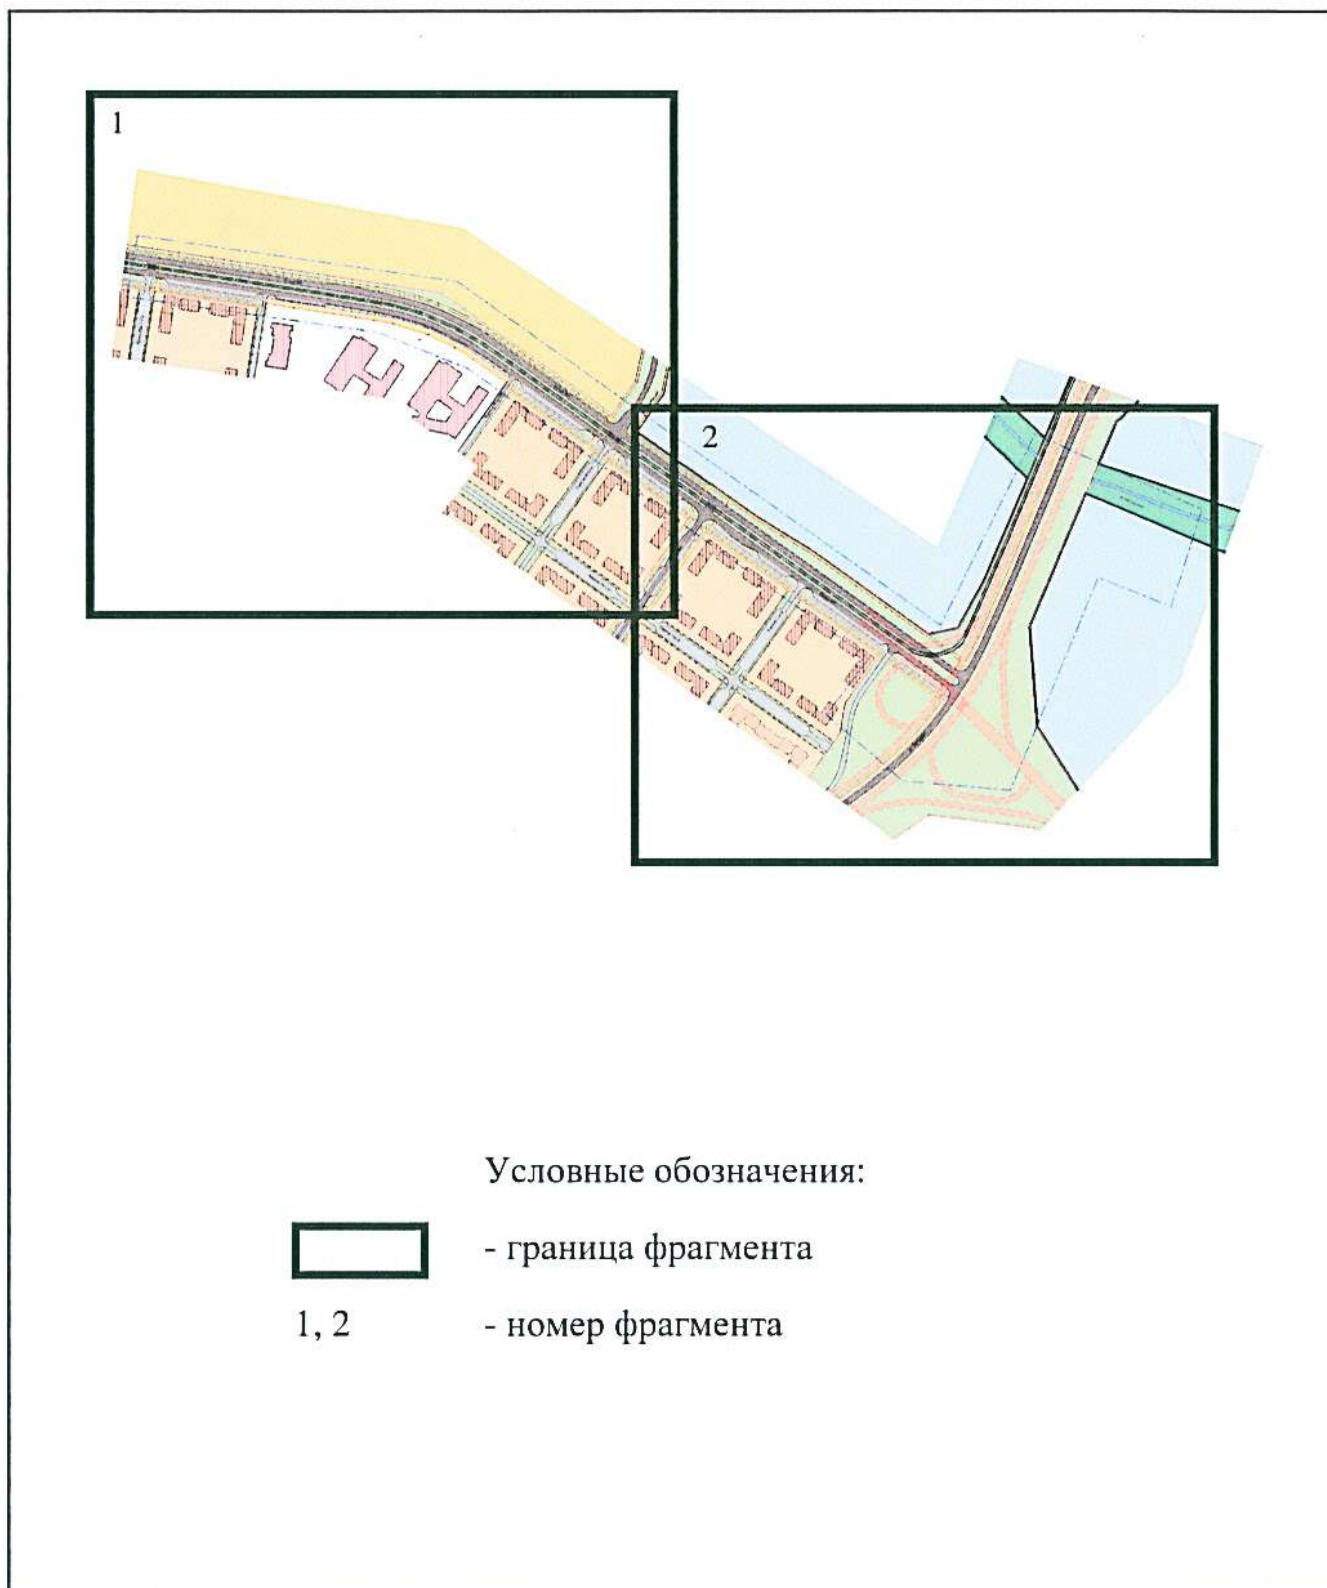 1
2
Условные обозначения:
- граница фрагмента
1, 2 - номер фрагмента